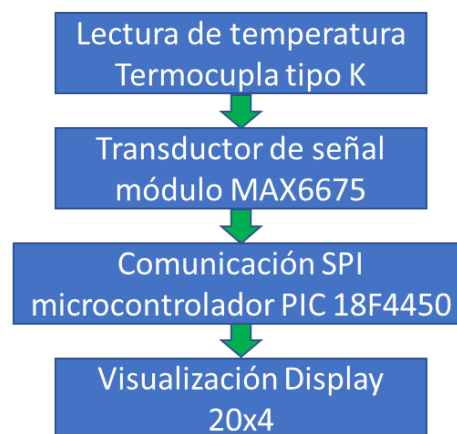 Lectura de temperatura
Termocupla tipo K
Transductor de señal
módulo MAX6675
Comunicación SPI
microcontrolador PIC 18F4450
Visualización Display
20x4